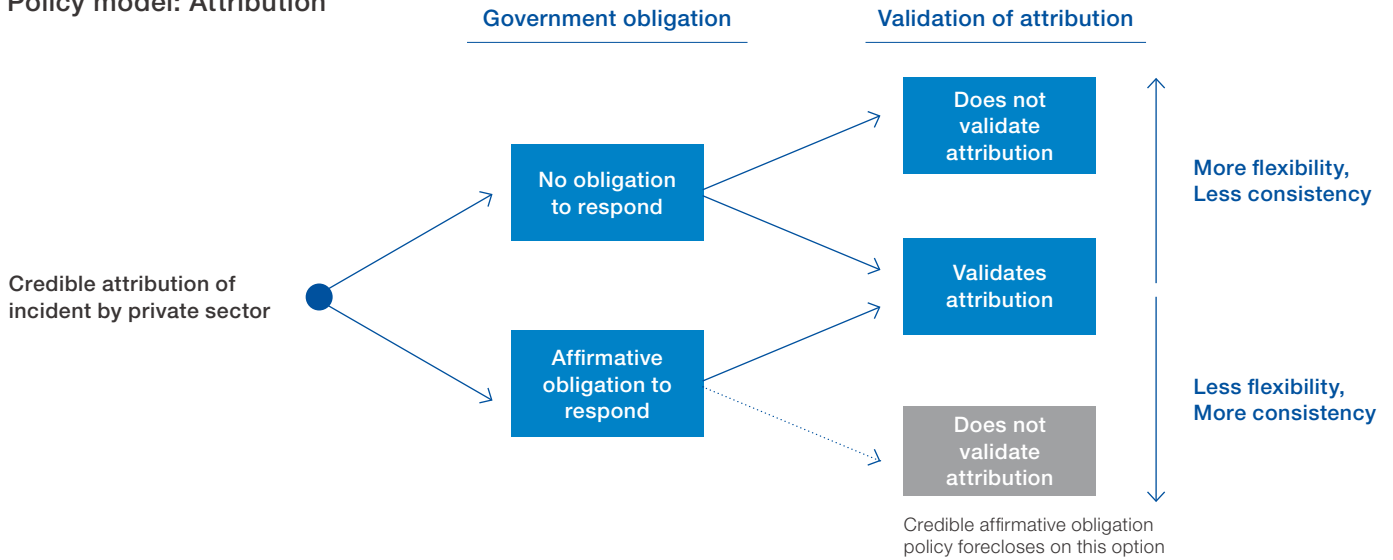 Policy model: Attribution
Government obligation
Validation of attribution
Does not
validate
attribution
No obligation
to respond
More flexibility,
Less consistency
Credible attribution of
incident by private sector
Validates
attribution
Affirmative
obligation to
respond
Less flexibility,
More consistency
Does not
validate
attribution
Credible affirmative obligation
policy forecloses on this option